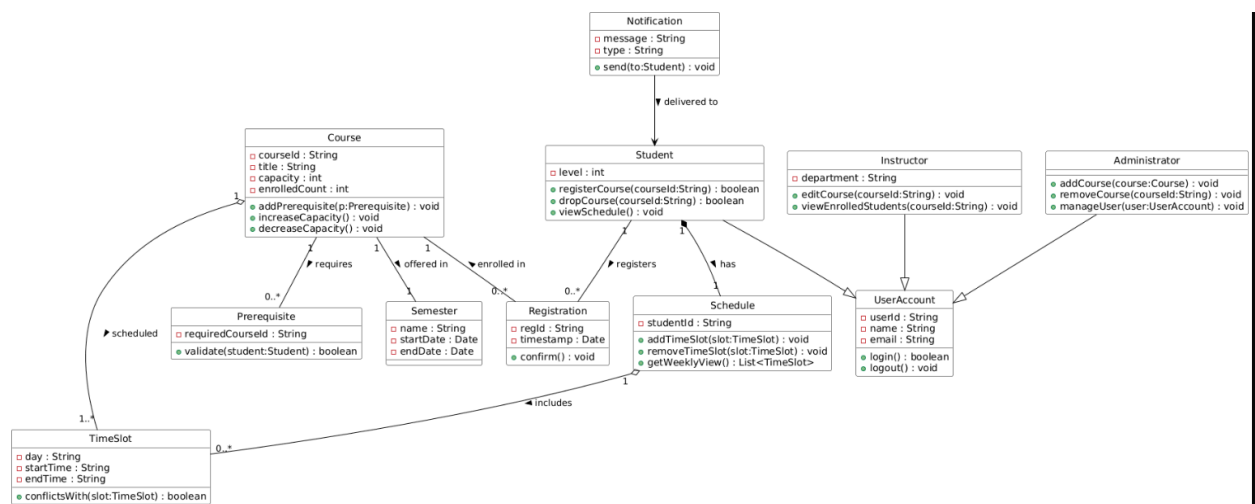 Notification
message : String
type : String
send(to:Student) : void
delivered to
Course
courseId : String
title : String
capacity : int
enrolledCount : int
addPrerequisite(p:Prerequisite) : void
increaseCapacity() : void
decreaseCapacity() : void
Student
level : int
registerCourse(courseId:String) : boolean
dropCourse(courseId:String) : boolean
viewSchedule() : void
Instructor
department : String
editCourse(courseId:String) : void
viewEnrolledStudents(courseId:String) : void
Administrator
addCourse(course:Course) : void
removeCourse(courseId:String) : void
manageUser(user:UserAccount) : void
1
1
1
1
1
1
requires
offered in
enrolled in
registers
has
0..*
1
0..*
0..*
1
scheduled
Prerequisite
requiredCourseId : String
validate(student:Student) : boolean
Semester
name : String
startDate : Date
endDate : Date
Registration
regId : String
timestamp : Date
confirm() : void
Schedule
studentId : String
addTimeSlot(slot:TimeSlot) : void
removeTimeSlot(slot:TimeSlot) : void
getWeeklyView() : List<TimeSlot>
UserAccount
userId : String
name : String
email : String
login() : boolean
logout() : void
1
includes
1..*
0..*
TimeSlot
day : String
startTime : String
endTime : String
conflictsWith(slot:TimeSlot) : boolean